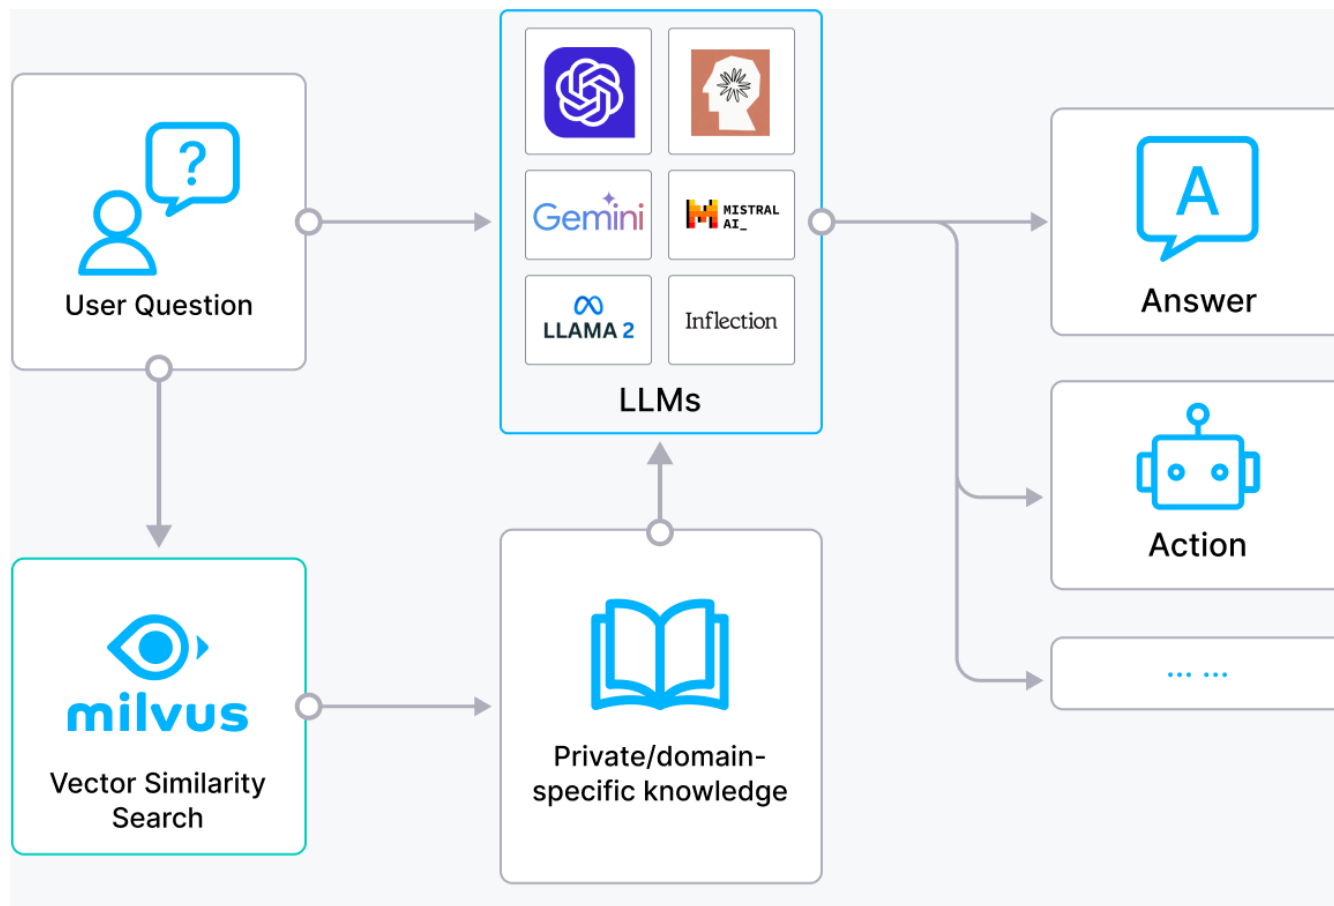 ?
User Question
Gemini
MISTRAL
AI_
LLAMA 2
Inflection
LLMs
A
Answer
Action
... ...
milvus
Vector Similarity
Search
Private/domain-
specific knowledge